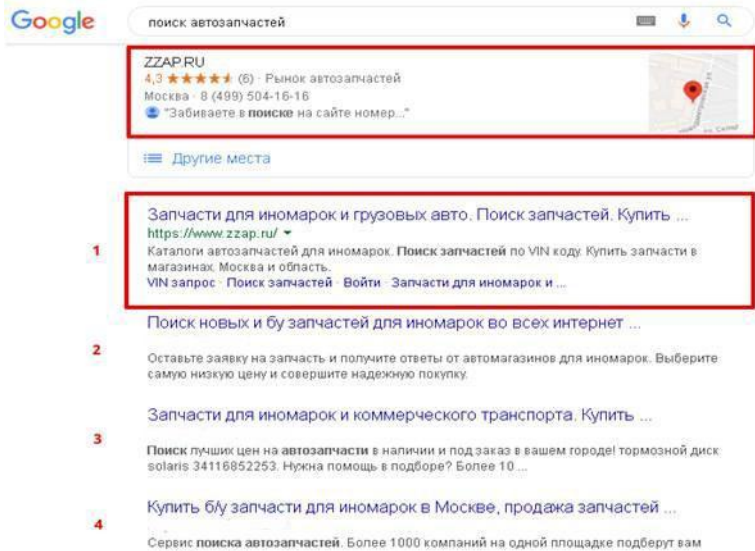 Google
поиск автозапчастей
ZZAP.RU
4,3 ★★★★★ (6) · Рынок автозапчастей
Москва · 8 (499) 504-16-16
"Забиваете в поиске на сайте номер..."
Другие места
1
Запчасти для иномарок и грузовых авто. Поиск запчастей. Купить ...
https://www.zzap.ru/
Каталоги автозапчастей для иномарок. Поиск запчастей по VIN коду. Купить запчасти в
магазинах. Москва и область.
VIN запрос · Поиск запчастей · Войти · Запчасти для иномарок и ...
2
Поиск новых и бу запчастей для иномарок во всех интернет ...
Оставьте заявку на запчасть и получите ответы от автомагазинов для иномарок. Выберите
самую низкую цену и совершите надежную покупку.
3
Запчасти для иномарок и коммерческого транспорта. Купить ...
Поиск лучших цен на автозапчасти в наличии и под заказ в вашем городе! тормозной диск
solaris 34116852253. Нужна помощь в подборе? Более 10 ...
4
Купить б/у запчасти для иномарок в Москве, продажа запчастей ...
Сервис поиска автозапчастей. Более 1000 компаний на одной площадке подберут вам